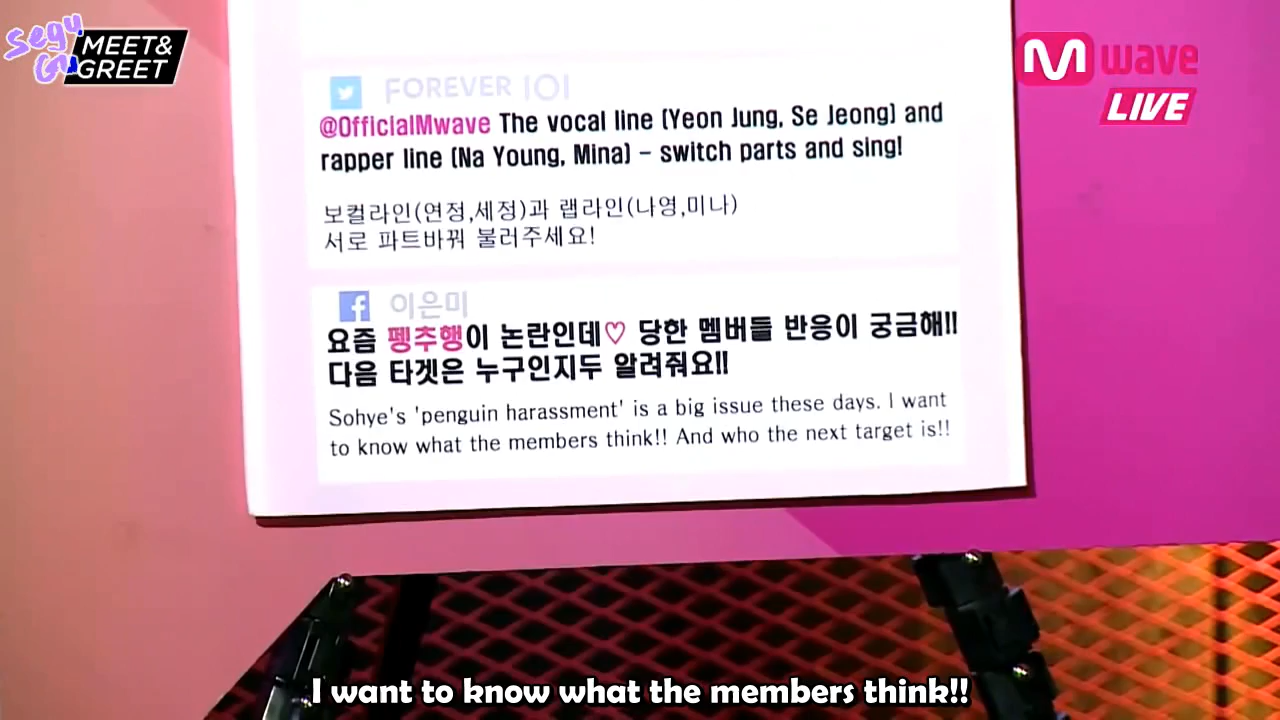 Segu
Gu
MEET&
GREET
M wave
LIVE
FOREVER IOI
@OfficialMwave The vocal line (Yeon Jung, Se Jeong) and
rapper line (Na Young, Mina) – switch parts and sing!
보컬라인(연정,세정)과 랩라인(나영,미나)
서로 파트바꿔 불러주세요!
이은미
요즘 펭추행이 논란인데♡ 당한 멤버들 반응이 궁금해!!
다음 타겟은 누구인지두 알려줘요!!
Sohye's 'penguin harassment' is a big issue these days. I want
to know what the members think!! And who the next target is!!
I want to know what the members think!!